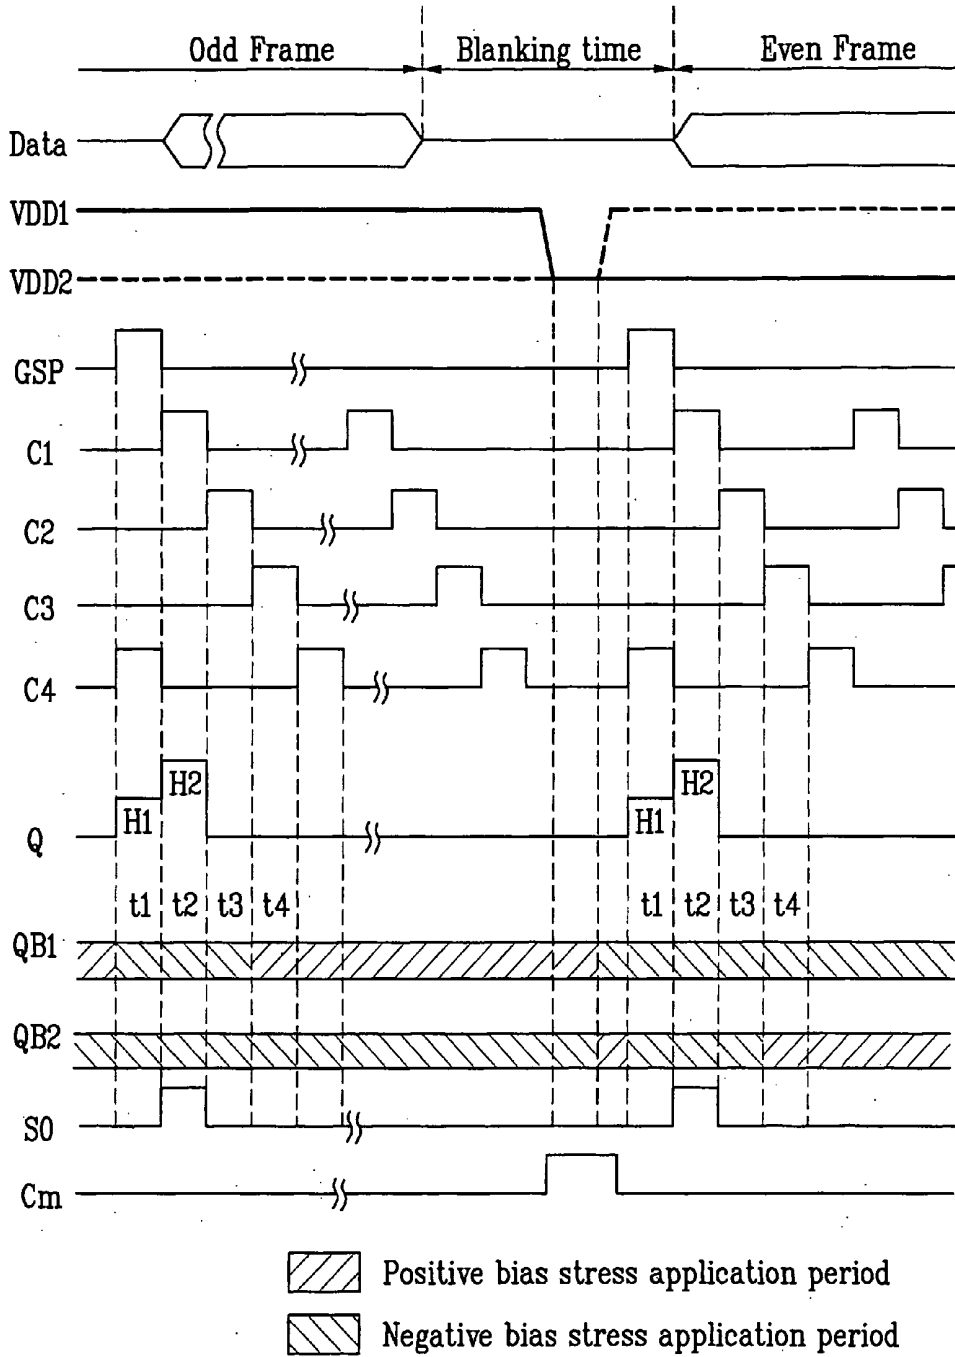 Odd Frame Blanking time Even Frame
Data
VDD1
VDD2
GSP
C1
C2
C3
C4
H2 H2
H1 H1
Q
t1 t2 t3 t4 t1 t2 t3 t4
QB1
QB2
SO
Cm
Positive bias stress application period
Negative bias stress application period